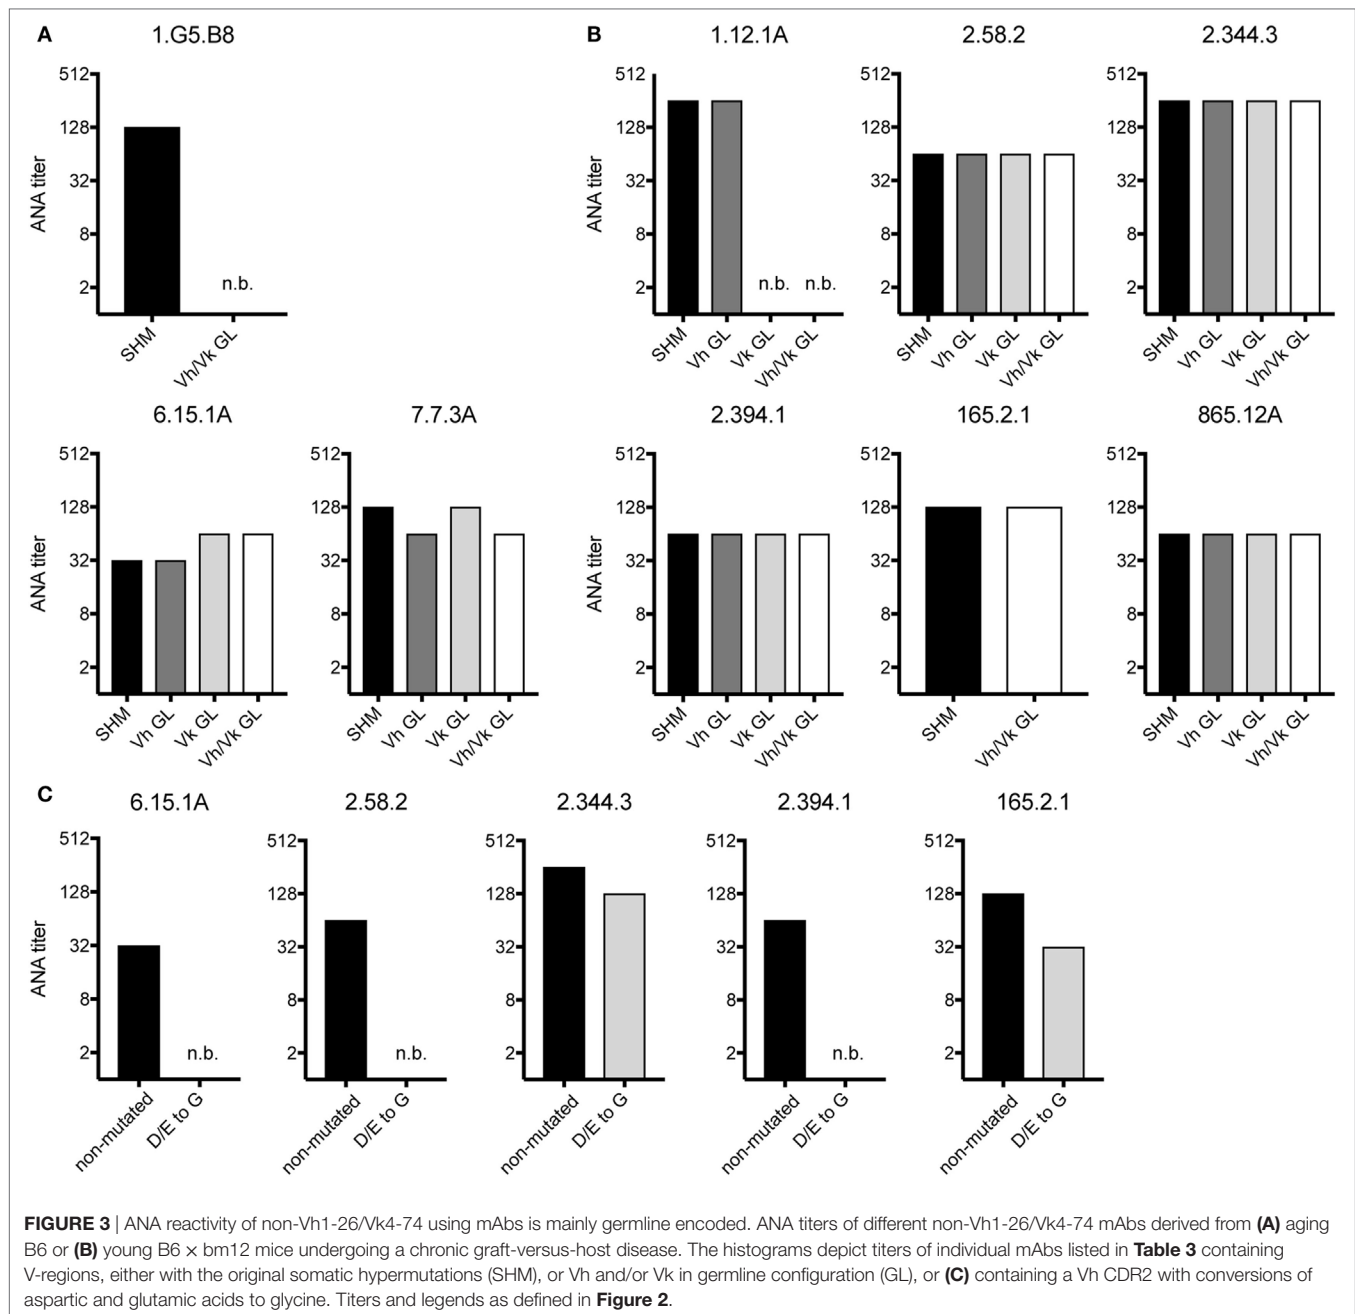 A
1.G5.B8
ANA titer
512
128
32
8
2
n.b.
SHM
Vh/Vk GL
B
1.12.1A
ANA titer
512
128
32
8
2
n.b. n.b.
SHM
Vh GL
Vk GL
Vh/Vk GL
2.58.2
512
128
32
8
2
SHM
Vh GL
Vk GL
Vh/Vk GL
2.344.3
512
128
32
8
2
SHM
Vh GL
Vk GL
Vh/Vk GL
6.15.1A
ANA titer
512
128
32
8
2
SHM
Vh GL
Vk GL
Vh/Vk GL
7.7.3A
512
128
32
8
2
SHM
Vh GL
Vk GL
Vh/Vk GL
2.394.1
ANA titer
512
128
32
8
2
SHM
Vh GL
Vk GL
Vh/Vk GL
165.2.1
512
128
32
8
2
SHM
Vh/Vk GL
865.12A
512
128
32
8
2
SHM
Vh GL
Vk GL
Vh/Vk GL
C
6.15.1A
ANA titer
512
128
32
8
2
n.b.
non-mutated
D/E to G
2.58.2
512
128
32
8
2
n.b.
non-mutated
D/E to G
2.344.3
512
128
32
8
2
non-mutated
D/E to G
2.394.1
512
128
32
8
2
n.b.
non-mutated
D/E to G
165.2.1
512
128
32
8
2
non-mutated
D/E to G
FIGURE 3 | ANA reactivity of non-Vh1-26/Vk4-74 using mAbs is mainly germline encoded. ANA titers of different non-Vh1-26/Vk4-74 mAbs derived from (A) aging
B6 or (B) young B6 × bm12 mice undergoing a chronic graft-versus-host disease. The histograms depict titers of individual mAbs listed in Table 3 containing
V-regions, either with the original somatic hypermutations (SHM), or Vh and/or Vk in germline configuration (GL), or (C) containing a Vh CDR2 with conversions of
aspartic and glutamic acids to glycine. Titers and legends as defined in Figure 2.